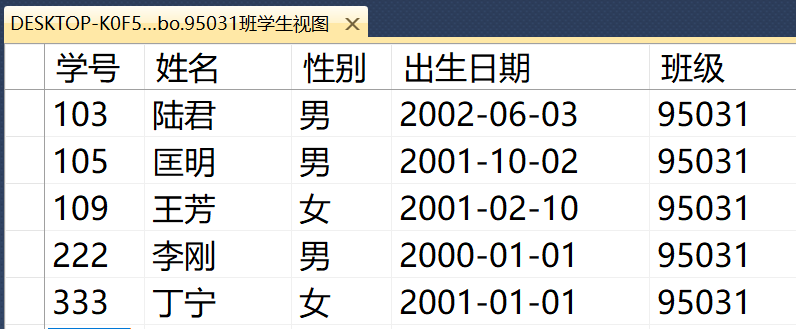 DESKTOP-K0F5...bo.95031班学生视图
学号 姓名 性别 出生日期 班级
103 陆君 男 2002-06-03 95031
105 匡明 男 2001-10-02 95031
109 王芳 女 2001-02-10 95031
222 李刚 男 2000-01-01 95031
333 丁宁 女 2001-01-01 95031